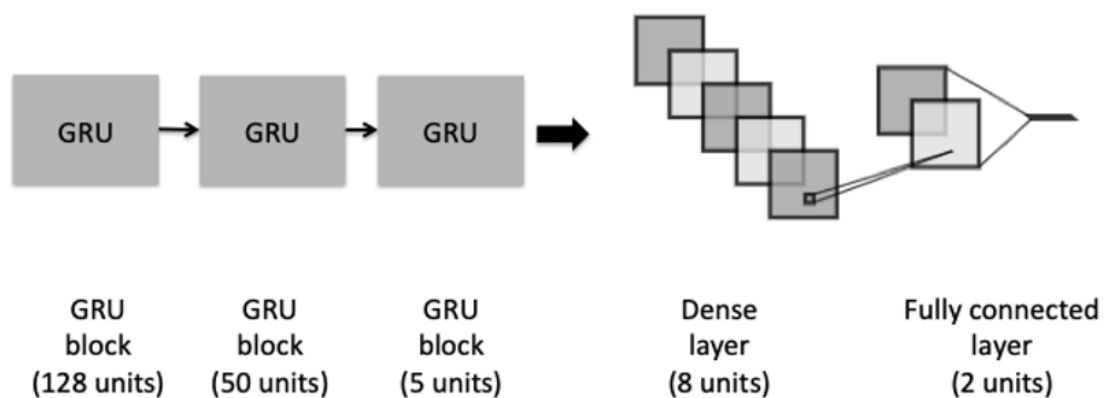 GRU
GRU
GRU
GRU
block
(128 units)
GRU
block
(50 units)
GRU
block
(5 units)
Dense
layer
(8 units)
Fully connected
layer
(2 units)